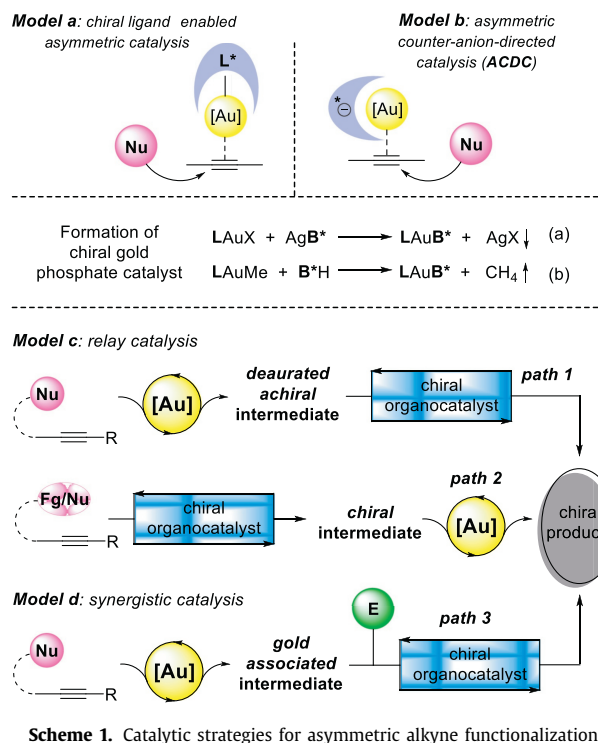 Model a: chiral ligand enabled
asymmetric catalysis
L*
[Au]
Nu
Model b: asymmetric
counter-anion-directed
catalysis (ACDC)
*
⊖
[Au]
Nu
Formation of
chiral gold
phosphate catalyst
LAuX + AgB* → LAuB* + AgX↓ (a)
LAuMe + B*H → LAuB* + CH4↑ (b)
Model c: relay catalysis
Nu
R
[Au]
deaurated
achiral
intermediate
chiral
organocatalyst
path 1
Fg/Nu
R
chiral
organocatalyst
chiral
intermediate
path 2
[Au]
chira
produc
Model d: synergistic catalysis
Nu
R
[Au]
gold
associated
intermediate
E
path 3
chiral
organocatalyst
Scheme 1. Catalytic strategies for asymmetric alkyne functionalization